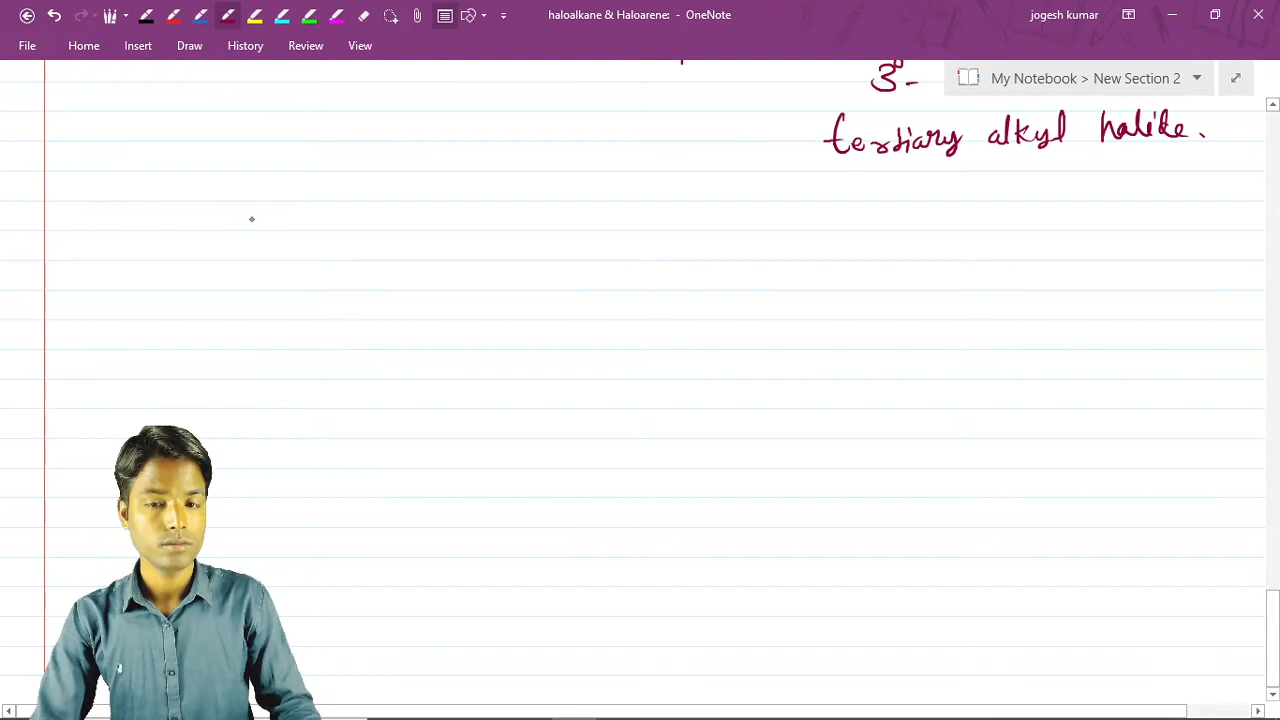 haloalkane & Haloarene: - OneNote
jogesh kumar
File Home Insert Draw History Review View
My Notebook > New Section 2
3° -
tertiary alkyl halide.